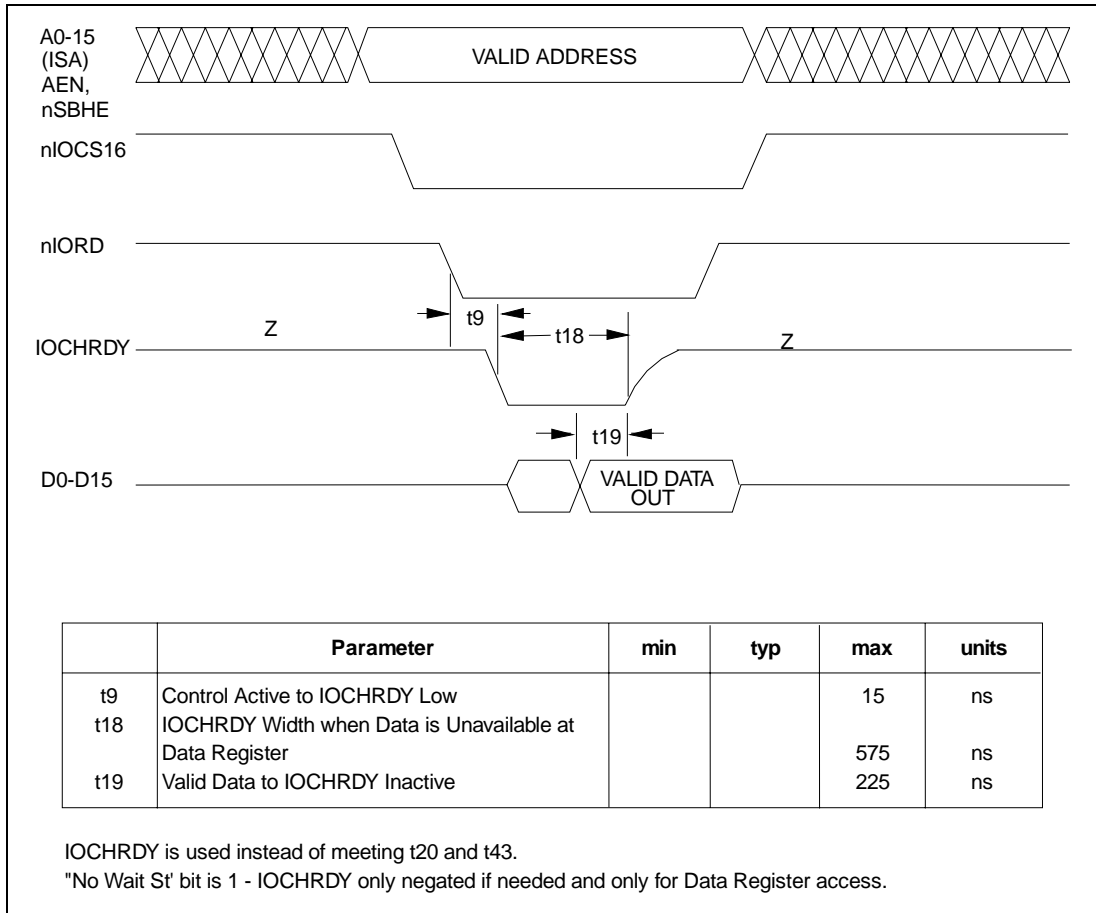 A0-15
(ISA)
AEN,
nSBHE
VALID ADDRESS
nIOCS16
nIORD
t9
Z
t18
Z
IOCHRDY
t19
D0-D15
VALID DATA
OUT
Parameter min typ max units
t9 Control Active to IOCHRDY Low 15 ns
t18 IOCHRDY Width when Data is Unavailable at
Data Register 575 ns
t19 Valid Data to IOCHRDY Inactive 225 ns
IOCHRDY is used instead of meeting t20 and t43.
"No Wait St' bit is 1 - IOCHRDY only negated if needed and only for Data Register access.